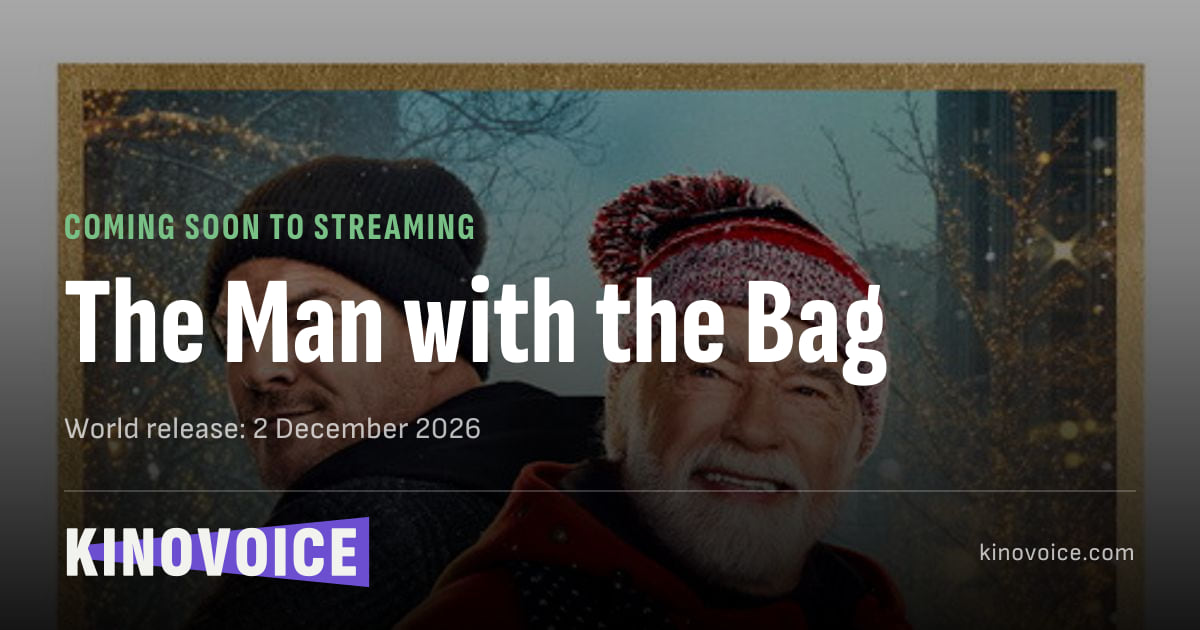 COMING SOON TO STREAMING
The Man with the Bag
World release: 2 December 2026
KINOVOICE
kinovoice.com